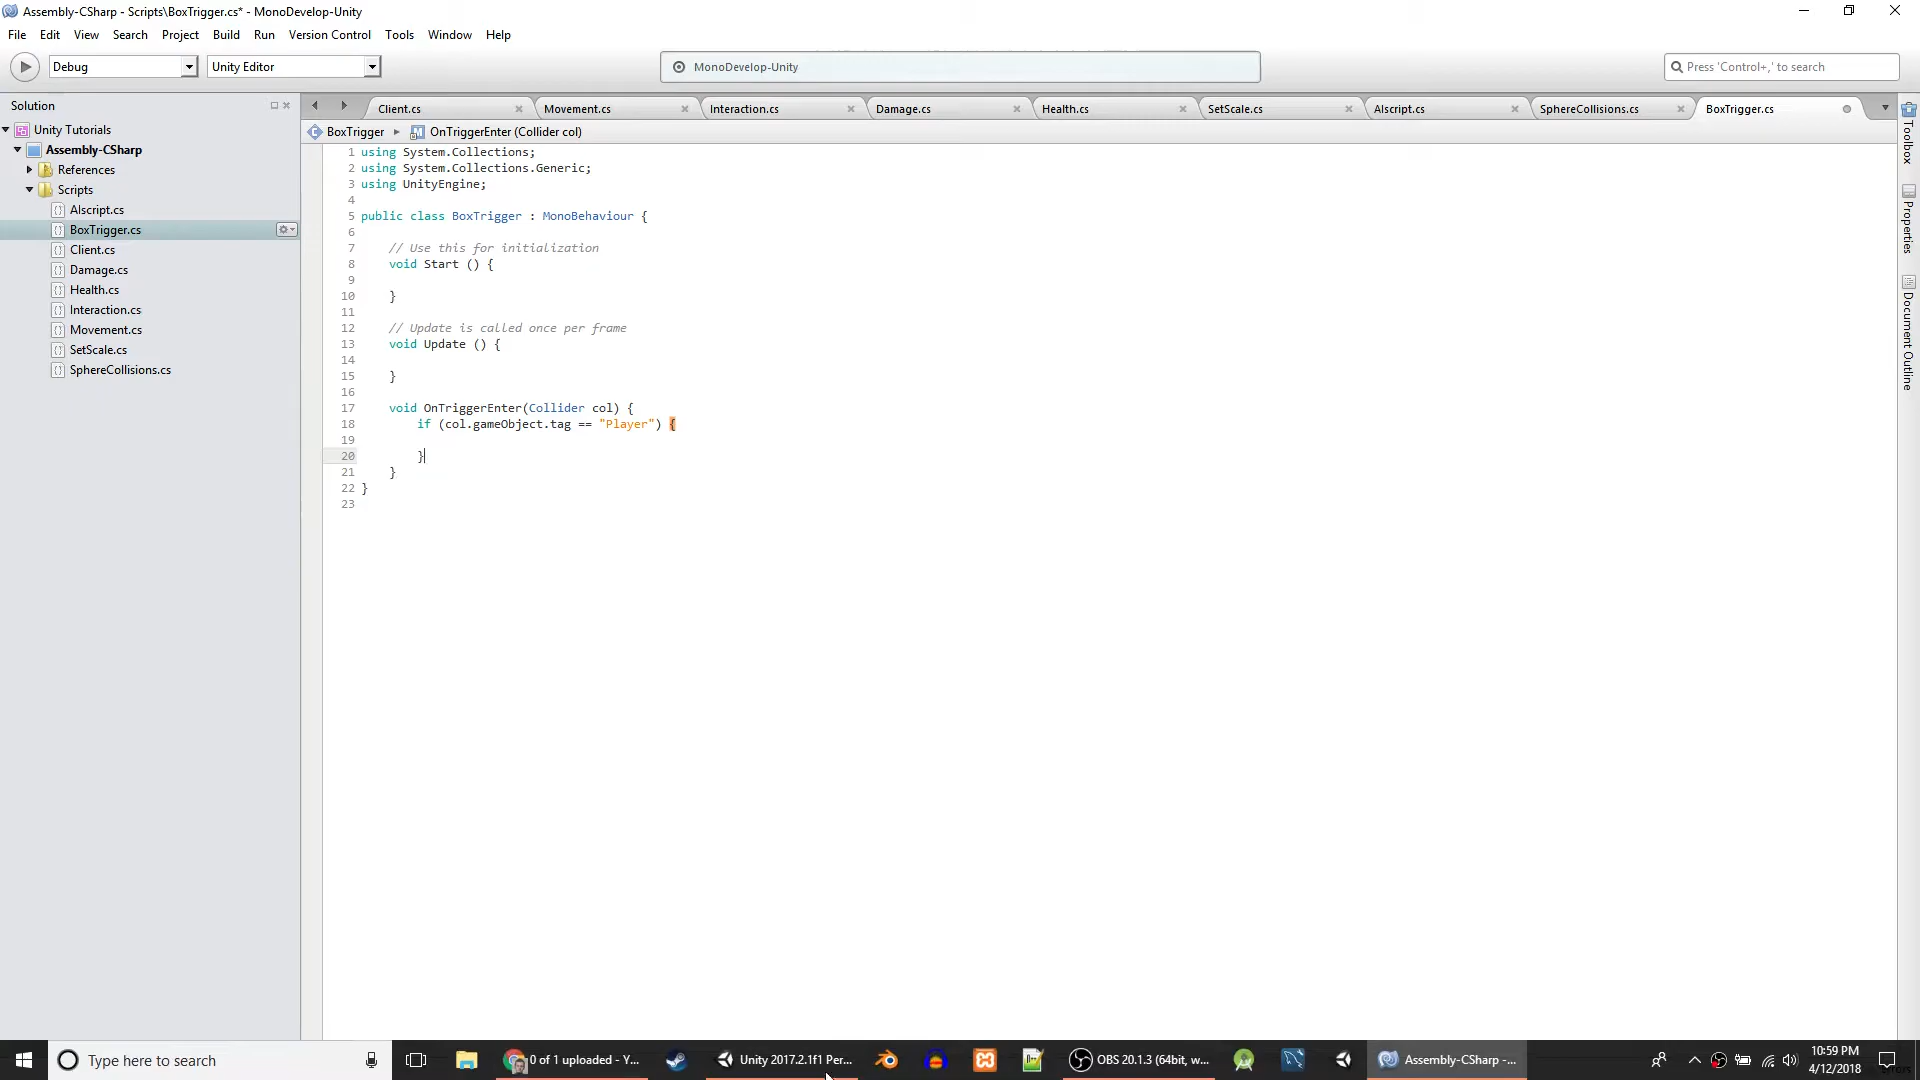 Assembly-CSharp - Scripts\BoxTrigger.cs* - MonoDevelop-Unity
File Edit View Search Project Build Run Version Control Tools Window Help
Debug Unity Editor MonoDevelop-Unity Press 'Control+,' to search
Solution
Client.cs Movement.cs Interaction.cs Damage.cs Health.cs SetScale.cs AIscript.cs SphereCollisions.cs BoxTrigger.cs
BoxTrigger OnTriggerEnter (Collider col)
Unity Tutorials
Assembly-CSharp
References
Scripts
AIscript.cs
BoxTrigger.cs
Client.cs
Damage.cs
Health.cs
Interaction.cs
Movement.cs
SetScale.cs
SphereCollisions.cs
1 using System.Collections;
2 using System.Collections.Generic;
3 using UnityEngine;
4
5 public class BoxTrigger : MonoBehaviour {
6
7 // Use this for initialization
8 void Start () {
9
10 }
11
12 // Update is called once per frame
13 void Update () {
14
15 }
16
17 void OnTriggerEnter(Collider col) {
18 if (col.gameObject.tag == "Player") {
19
20 }
21 }
22 }
23
Toolbox
Properties
Document Outline
Type here to search 0 of 1 uploaded - Y... Unity 2017.2.1f1 Per... OBS 20.1.3 (64bit, w... Assembly-CSharp -...
10:59 PM
4/12/2018